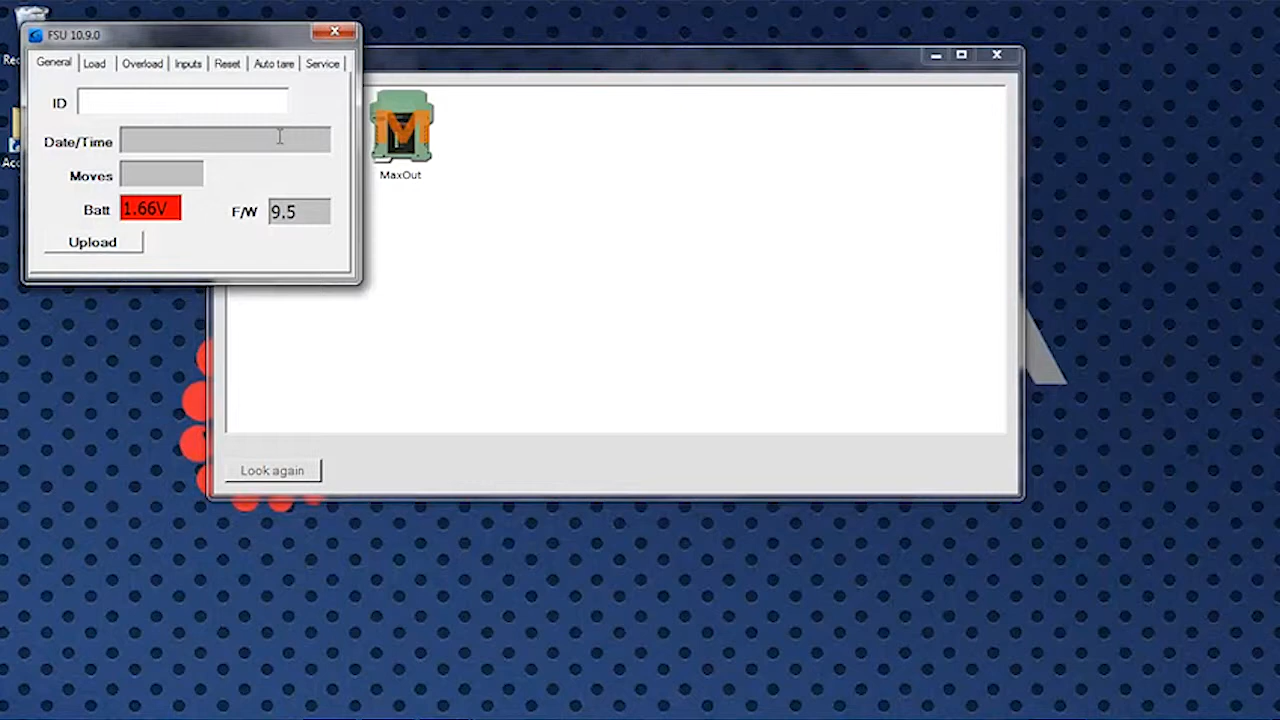 FSU 10.9.0
General Load Overload Inputs Reset Auto tare Service
ID
Date/Time
Moves
Batt 1.66V F/W 9.5
Upload
M
MaxOut
Look again